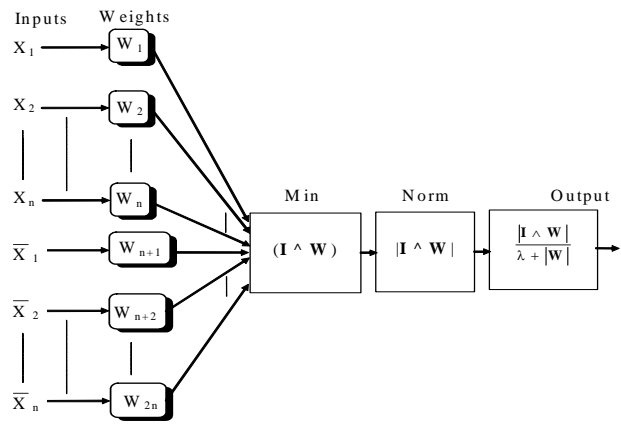 Inputs Weights
X₁ W₁
X₂ W₂
Xₙ Wₙ
Min Norm Output
X̅₁ Wₙ₊₁
(I ^ W) |I ^ W| |I ^ W| / λ + |W|
X̅₂ Wₙ₊₂
X̅ₙ W₂ₙ